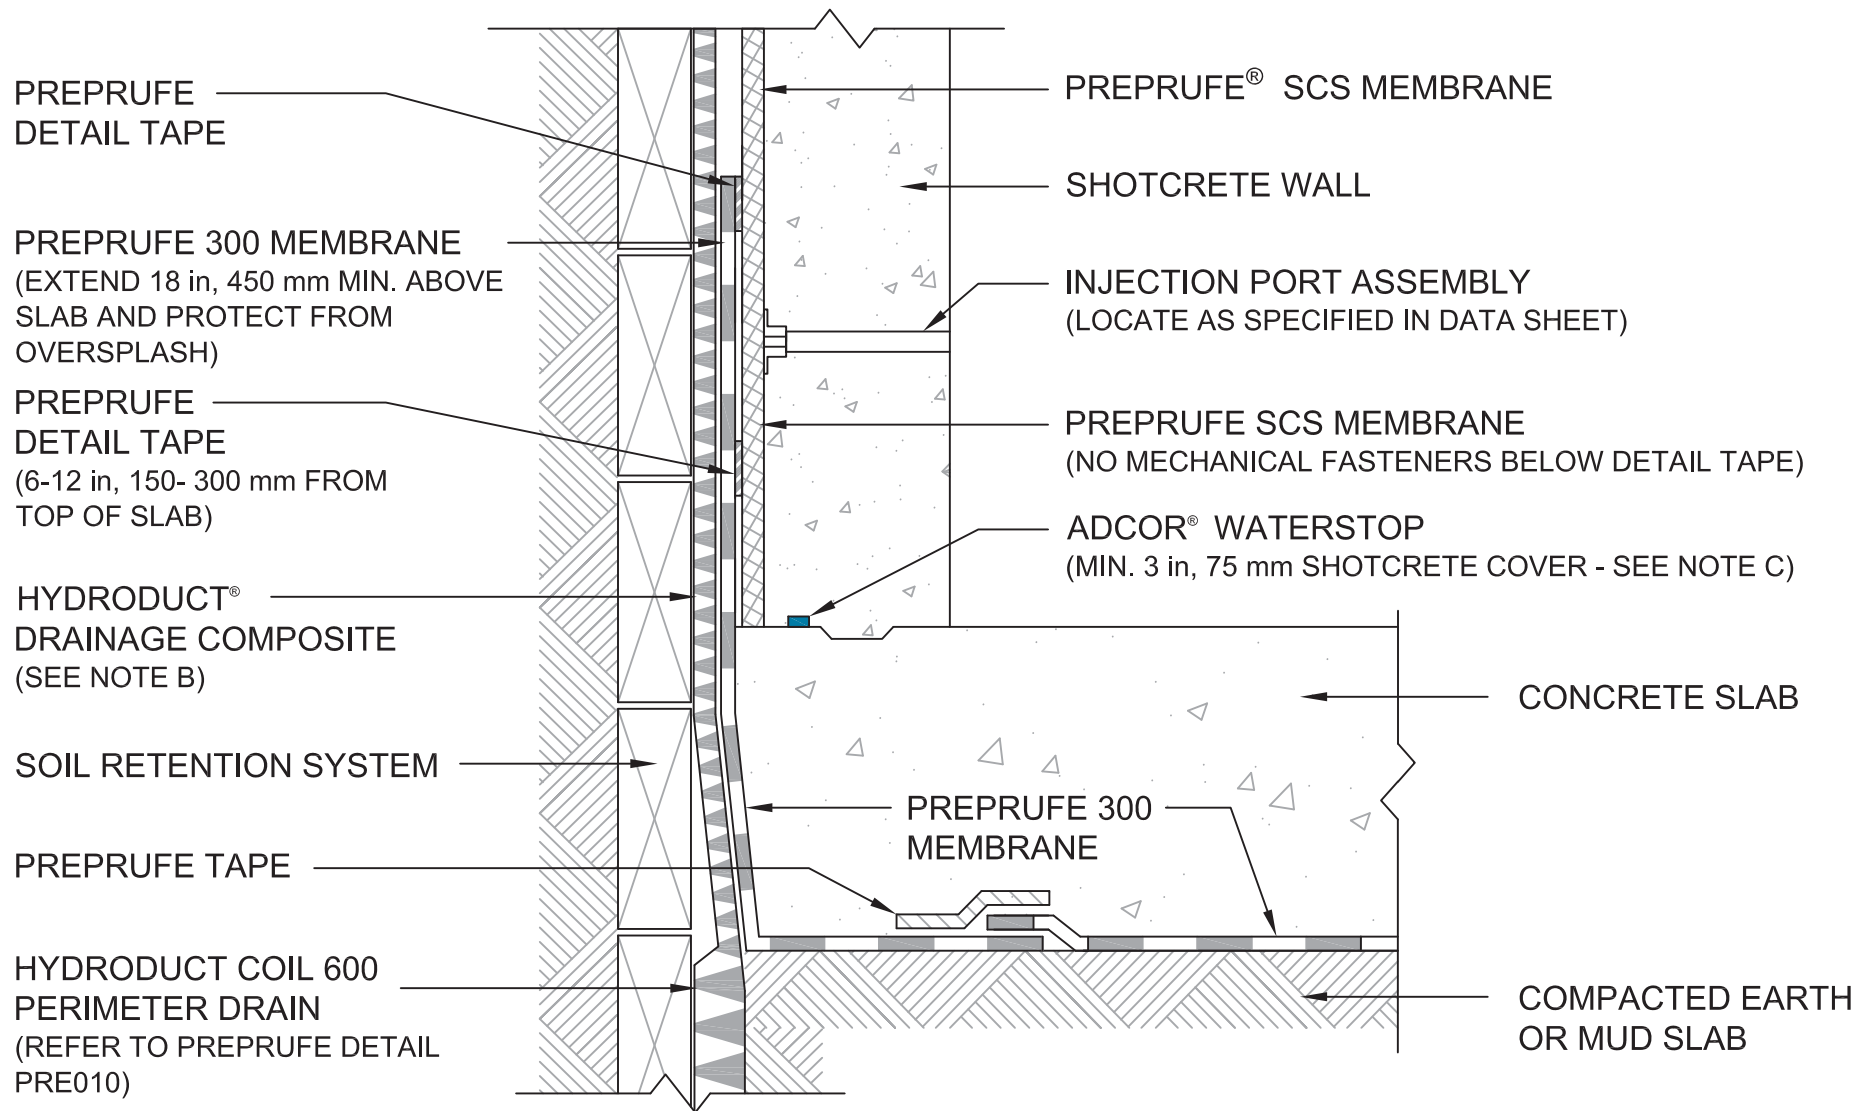 PREPRUFE
DETAIL TAPE
PREPRUFE 300 MEMBRANE
(EXTEND 18 in, 450 mm MIN. ABOVE
SLAB AND PROTECT FROM
OVERSPLASH)
PREPRUFE
DETAIL TAPE
(6-12 in, 150- 300 mm FROM
TOP OF SLAB)
HYDRODUCT®
DRAINAGE COMPOSITE
(SEE NOTE B)
SOIL RETENTION SYSTEM
PREPRUFE TAPE
HYDRODUCT COIL 600
PERIMETER DRAIN
(REFER TO PREPRUFE DETAIL
PRE010)
PREPRUFE® SCS MEMBRANE
SHOTCRETE WALL
INJECTION PORT ASSEMBLY
(LOCATE AS SPECIFIED IN DATA SHEET)
PREPRUFE SCS MEMBRANE
(NO MECHANICAL FASTENERS BELOW DETAIL TAPE)
ADCOR® WATERSTOP
(MIN. 3 in, 75 mm SHOTCRETE COVER - SEE NOTE C)
CONCRETE SLAB
PREPRUFE 300
MEMBRANE
COMPACTED EARTH
OR MUD SLAB